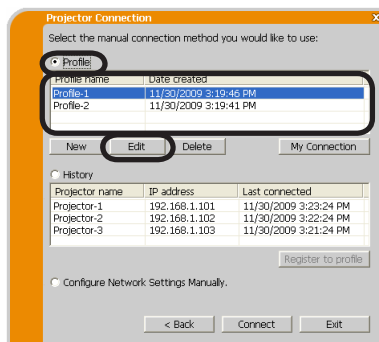 Projector Connection
Select the manual connection method you would like to use:
Profile
Profile name Date created
Profile-1 11/30/2009 3:19:46 PM
Profile-2 11/30/2009 3:19:41 PM
New Edit Delete My Connection
History
Projector name IP address Last connected
Projector-1 192.168.1.101 11/30/2009 3:23:24 PM
Projector-2 192.168.1.102 11/30/2009 3:22:24 PM
Projector-3 192.168.1.103 11/30/2009 3:21:24 PM
Register to profile
Configure Network Settings Manually.
< Back Connect Exit